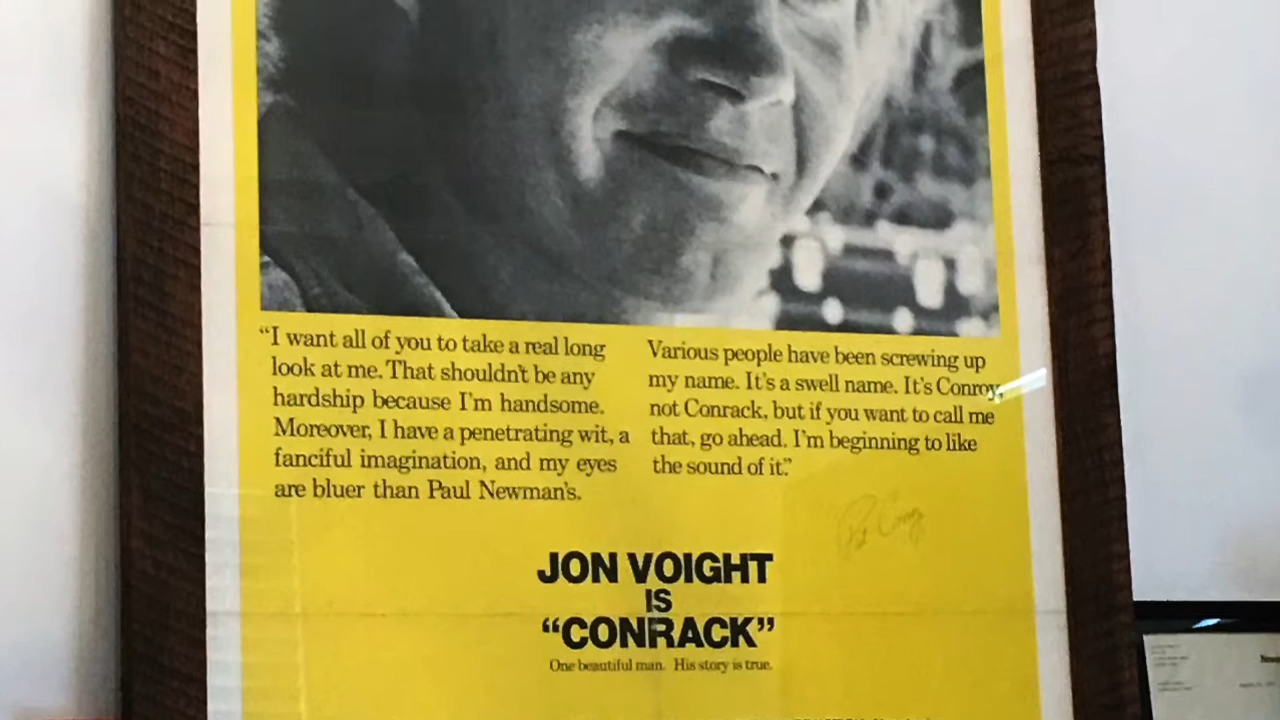 “I want all of you to take a real long
look at me. That shouldn't be any
hardship because I'm handsome.
Moreover, I have a penetrating wit, a
fanciful imagination, and my eyes
are bluer than Paul Newman's.
Various people have been screwing up
my name. It's a swell name. It's Conroy,
not Conrack, but if you want to call me
that, go ahead. I'm beginning to like
the sound of it.”
Pat Conroy
JON VOIGHT
IS
“CONRACK”
One beautiful man. His story is true.